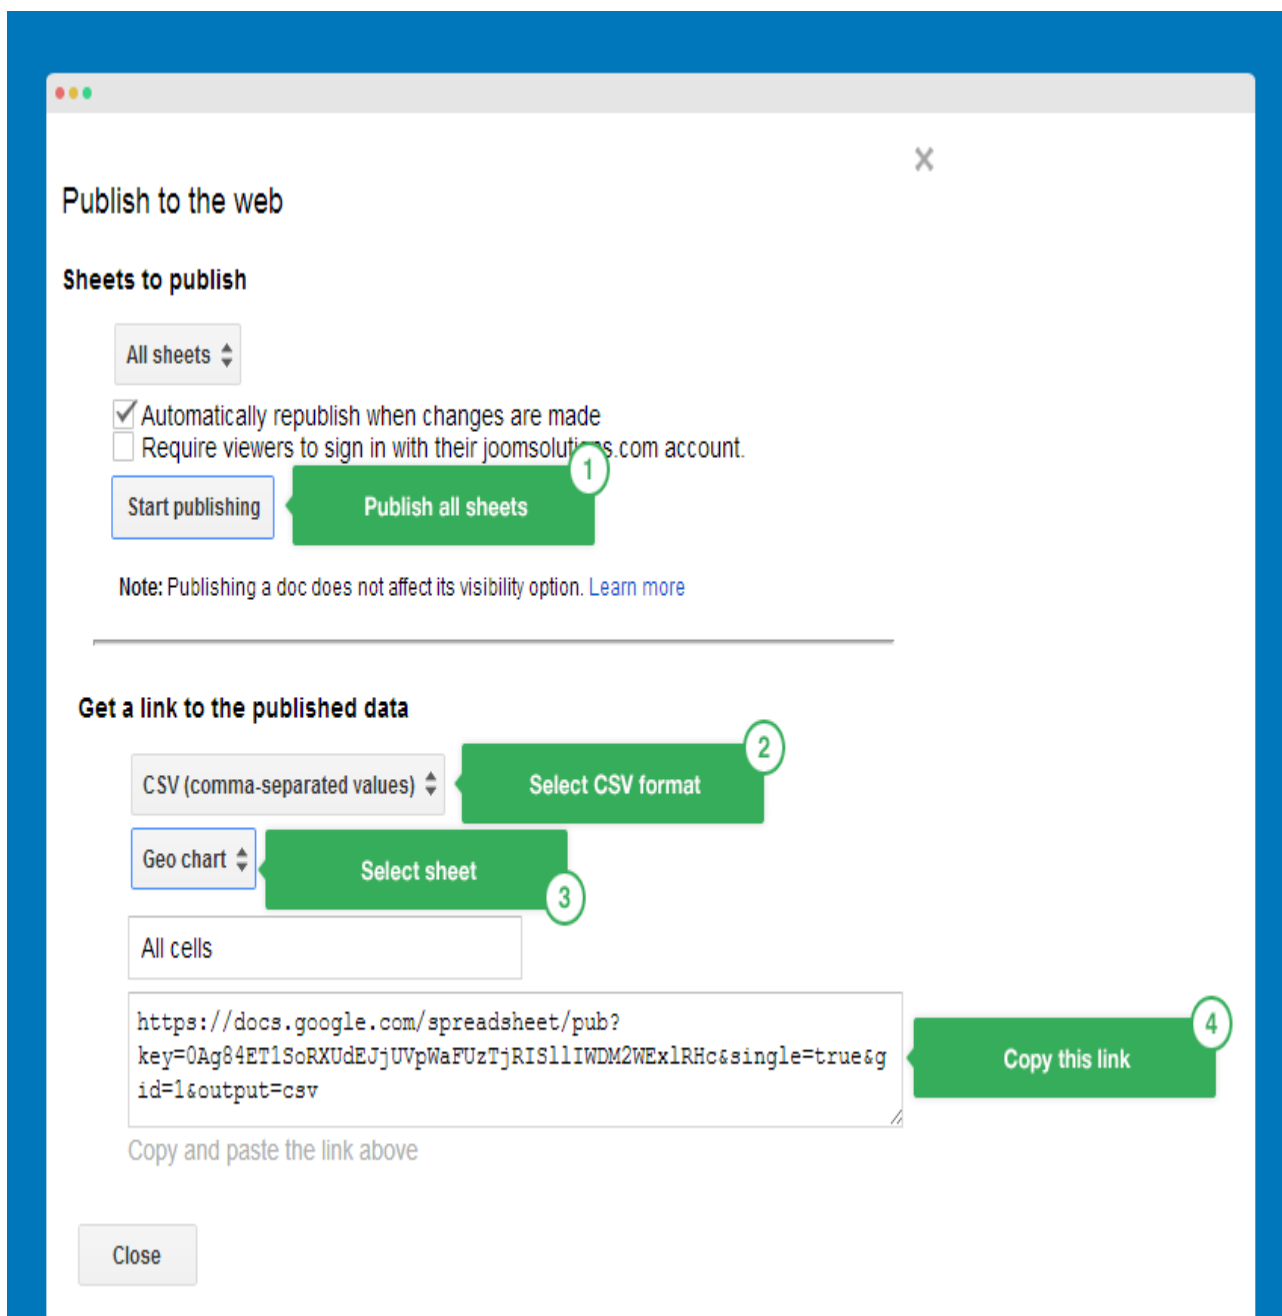 Publish to the web
Sheets to publish
All sheets
Automatically republish when changes are made
Require viewers to sign in with their joomsolutions.com account.
1
Start publishing
Publish all sheets
Note: Publishing a doc does not affect its visibility option. Learn more
Get a link to the published data
2
CSV (comma-separated values)
Select CSV format
Geo chart
Select sheet
3
All cells
https://docs.google.com/spreadsheet/pub?
key=0Ag84ET1SoRXUdEJjUVpWaFUzTjRISllIWDM2WExlRHc&single=true&g
id=1&output=csv
4
Copy this link
Copy and paste the link above
Close